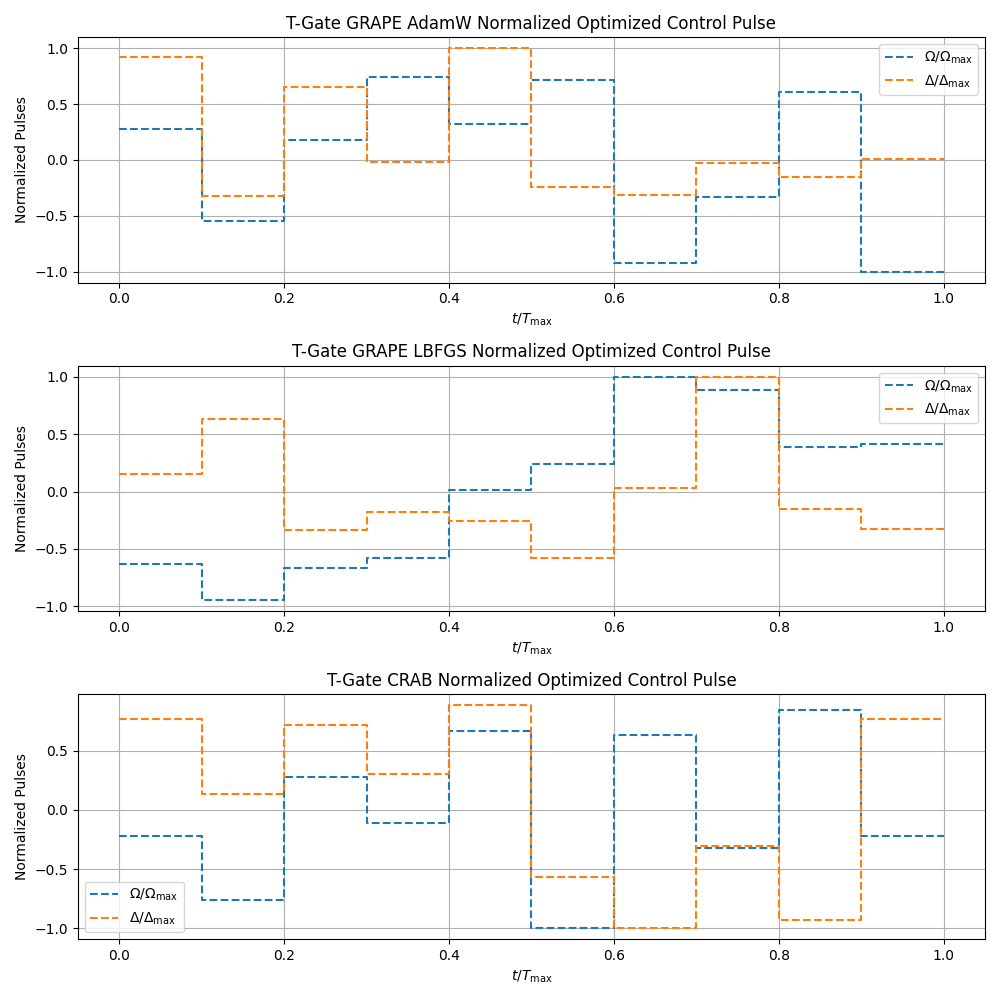 T-Gate GRAPE AdamW Normalized Optimized Control Pulse
Normalized Pulses
1.0
0.5
0.0
−0.5
−1.0
Ω/Ωmax
Δ/Δmax
0.0 0.2 0.4 0.6 0.8 1.0
t/Tmax
T-Gate GRAPE LBFGS Normalized Optimized Control Pulse
Normalized Pulses
1.0
0.5
0.0
−0.5
−1.0
Ω/Ωmax
Δ/Δmax
0.0 0.2 0.4 0.6 0.8 1.0
t/Tmax
T-Gate CRAB Normalized Optimized Control Pulse
Normalized Pulses
0.5
0.0
−0.5
−1.0
Ω/Ωmax
Δ/Δmax
0.0 0.2 0.4 0.6 0.8 1.0
t/Tmax